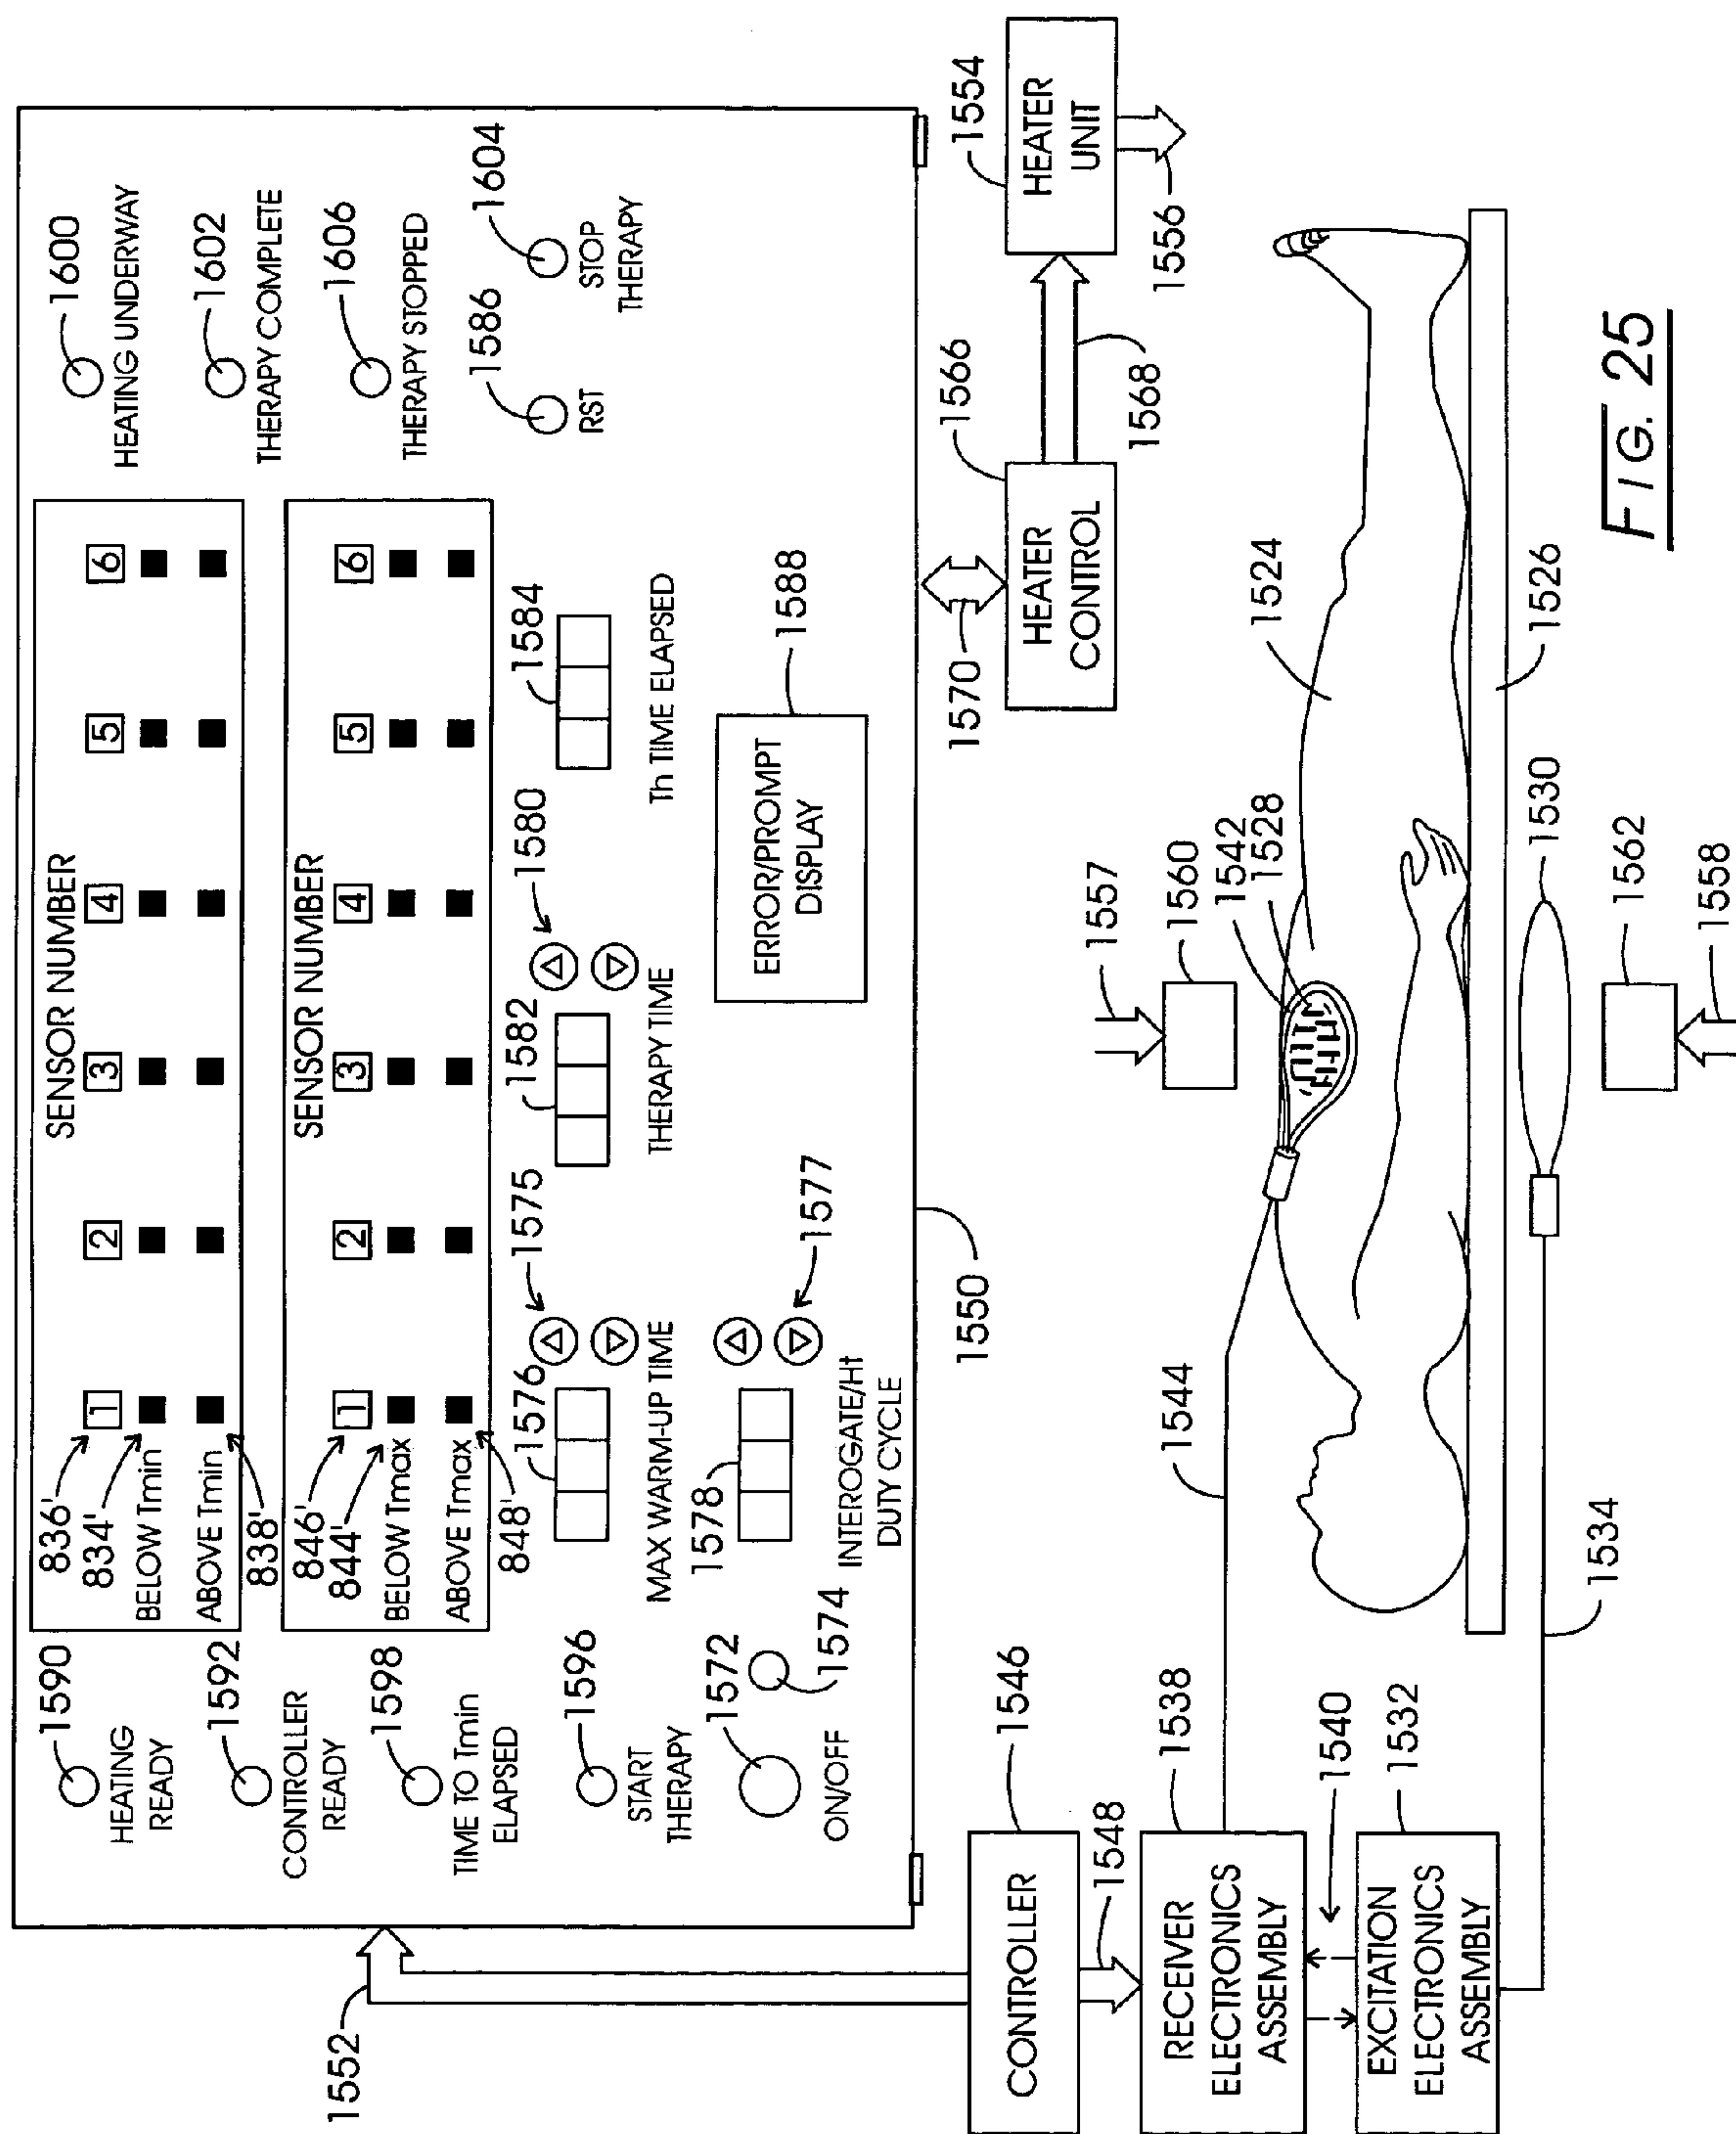 1590
HEATING
READY
1592
CONTROLLER
READY
1598
TIME TO Tmin
ELAPSED
1596
START
THERAPY
1572
1574
ON/OFF
SENSOR NUMBER
836'
1 2 3 4 5 6
834'
BELOW Tmin
ABOVE Tmin
838'
SENSOR NUMBER
846'
1 2 3 4 5 6
844'
BELOW Tmax
ABOVE Tmax
848'
1576
1575
MAX WARM-UP TIME
1578
1577
INTEROGATE/Ht
DUTY CYCLE
1582
1580
THERAPY TIME
1584
Th TIME ELAPSED
ERROR/PROMPT
DISPLAY
1588
1600
HEATING UNDERWAY
1602
THERAPY COMPLETE
1606
THERAPY STOPPED
1586
RST
1604
STOP
THERAPY
1550
1552
CONTROLLER
1546
1548
RECEIVER
ELECTRONICS
ASSEMBLY
1538
1540
EXCITATION
ELECTRONICS
ASSEMBLY
1532
1544
1534
1557
1560
1542
1528
1570
HEATER
CONTROL
1566
1568
HEATER
UNIT
1554
1556
1524
1526
1530
1562
1558
FIG. 25